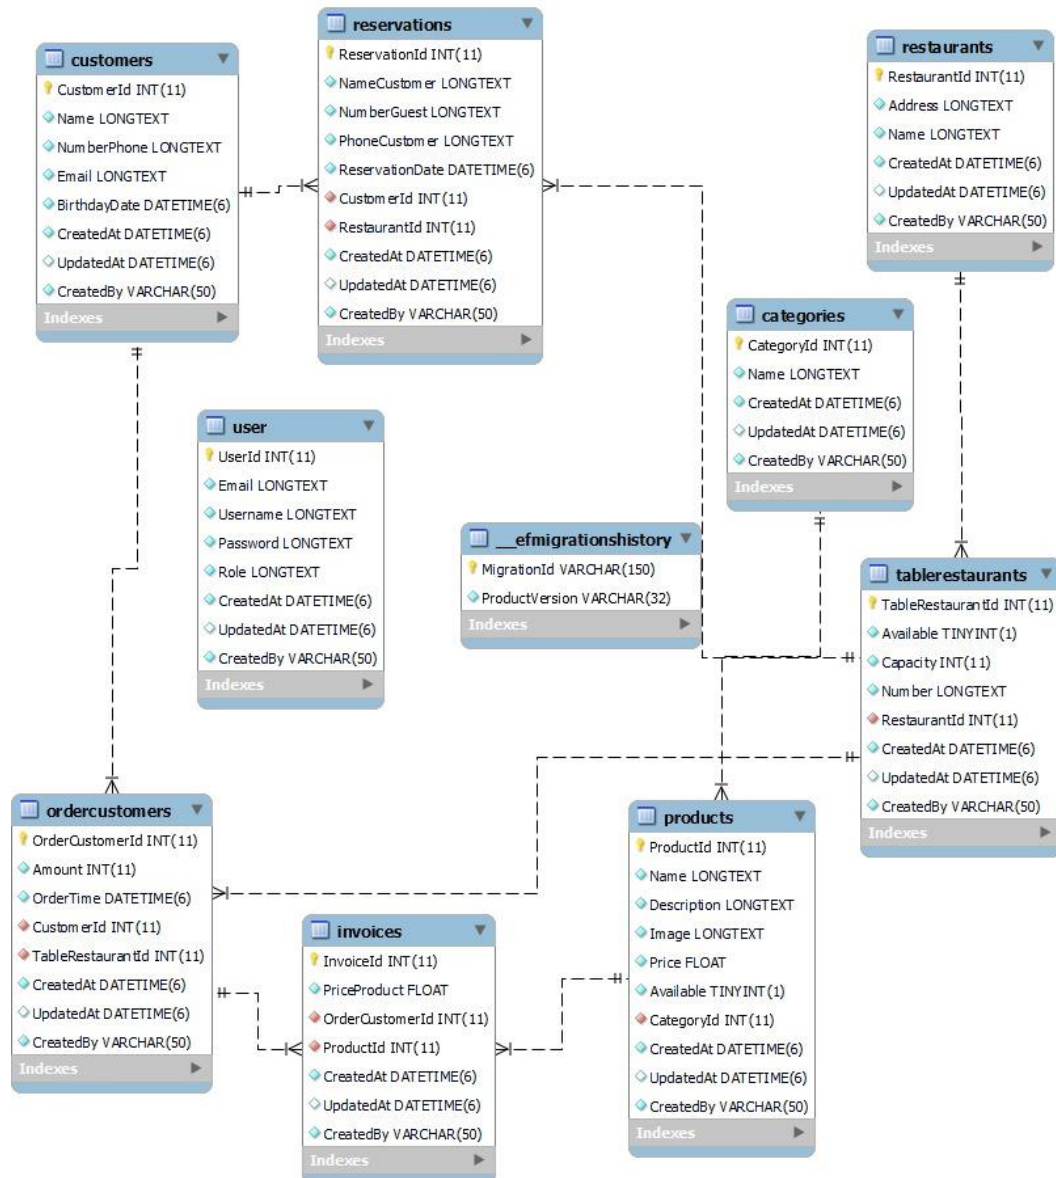 customers
CustomerId INT(11)
Name LONGTEXT
NumberPhone LONGTEXT
Email LONGTEXT
BirthdayDate DATETIME(6)
CreatedAt DATETIME(6)
UpdatedAt DATETIME(6)
CreatedBy VARCHAR(50)
Indexes
reservations
ReservationId INT(11)
NameCustomer LONGTEXT
NumberGuest LONGTEXT
PhoneCustomer LONGTEXT
ReservationDate DATETIME(6)
CustomerId INT(11)
RestaurantId INT(11)
CreatedAt DATETIME(6)
UpdatedAt DATETIME(6)
CreatedBy VARCHAR(50)
Indexes
restaurants
RestaurantId INT(11)
Address LONGTEXT
Name LONGTEXT
CreatedAt DATETIME(6)
UpdatedAt DATETIME(6)
CreatedBy VARCHAR(50)
Indexes
categories
CategoryId INT(11)
Name LONGTEXT
CreatedAt DATETIME(6)
UpdatedAt DATETIME(6)
CreatedBy VARCHAR(50)
Indexes
user
UserId INT(11)
Email LONGTEXT
Username LONGTEXT
Password LONGTEXT
Role LONGTEXT
CreatedAt DATETIME(6)
UpdatedAt DATETIME(6)
CreatedBy VARCHAR(50)
Indexes
__efmigrationshistory
MigrationId VARCHAR(150)
ProductVersion VARCHAR(32)
Indexes
tablerestaurants
TableRestaurantId INT(11)
Available TINYINT(1)
Capacity INT(11)
Number LONGTEXT
RestaurantId INT(11)
CreatedAt DATETIME(6)
UpdatedAt DATETIME(6)
CreatedBy VARCHAR(50)
Indexes
ordercustomers
OrderCustomerId INT(11)
Amount INT(11)
OrderTime DATETIME(6)
CustomerId INT(11)
TableRestaurantId INT(11)
CreatedAt DATETIME(6)
UpdatedAt DATETIME(6)
CreatedBy VARCHAR(50)
Indexes
invoices
InvoiceId INT(11)
PriceProduct FLOAT
OrderCustomerId INT(11)
ProductId INT(11)
CreatedAt DATETIME(6)
UpdatedAt DATETIME(6)
CreatedBy VARCHAR(50)
Indexes
products
ProductId INT(11)
Name LONGTEXT
Description LONGTEXT
Image LONGTEXT
Price FLOAT
Available TINYINT(1)
CategoryId INT(11)
CreatedAt DATETIME(6)
UpdatedAt DATETIME(6)
CreatedBy VARCHAR(50)
Indexes